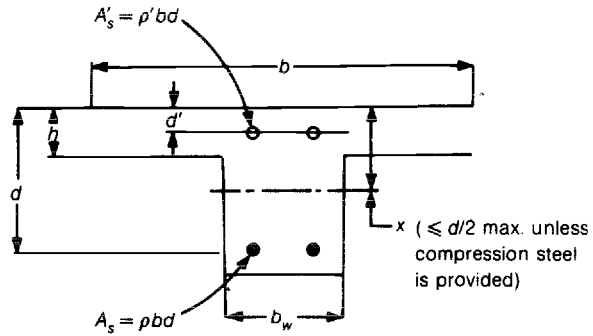 A's = ρ'bd
b
d'
h
d
x (≤ d/2 max. unless
compression steel
is provided)
As = ρbd
bw